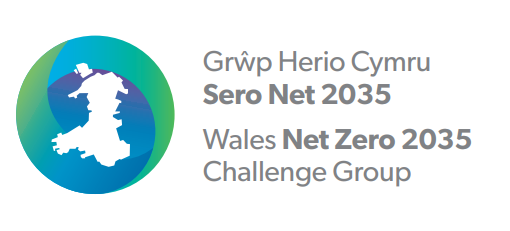 Grŵp Herio Cymru
Sero Net 2035
Wales Net Zero 2035
Challenge Group